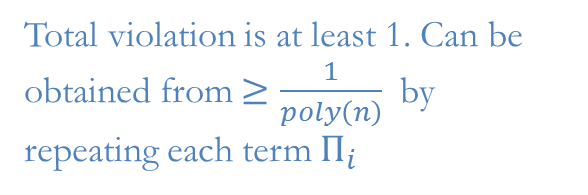 Total violation is at least 1. Can be
obtained from ≥ 1/poly(n) by
repeating each term Π_i